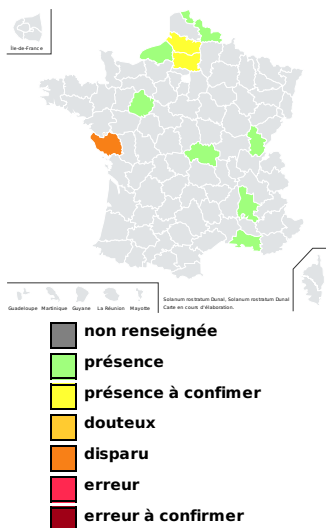 Île-de-France
Solanum rostratum Dunal, Solanum rostratum Dunal
Carte en cours d'élaboration.
Guadeloupe Martinique Guyane La Réunion Mayotte
non renseignée
présence
présence à confimer
douteux
disparu
erreur
erreur à confirmer